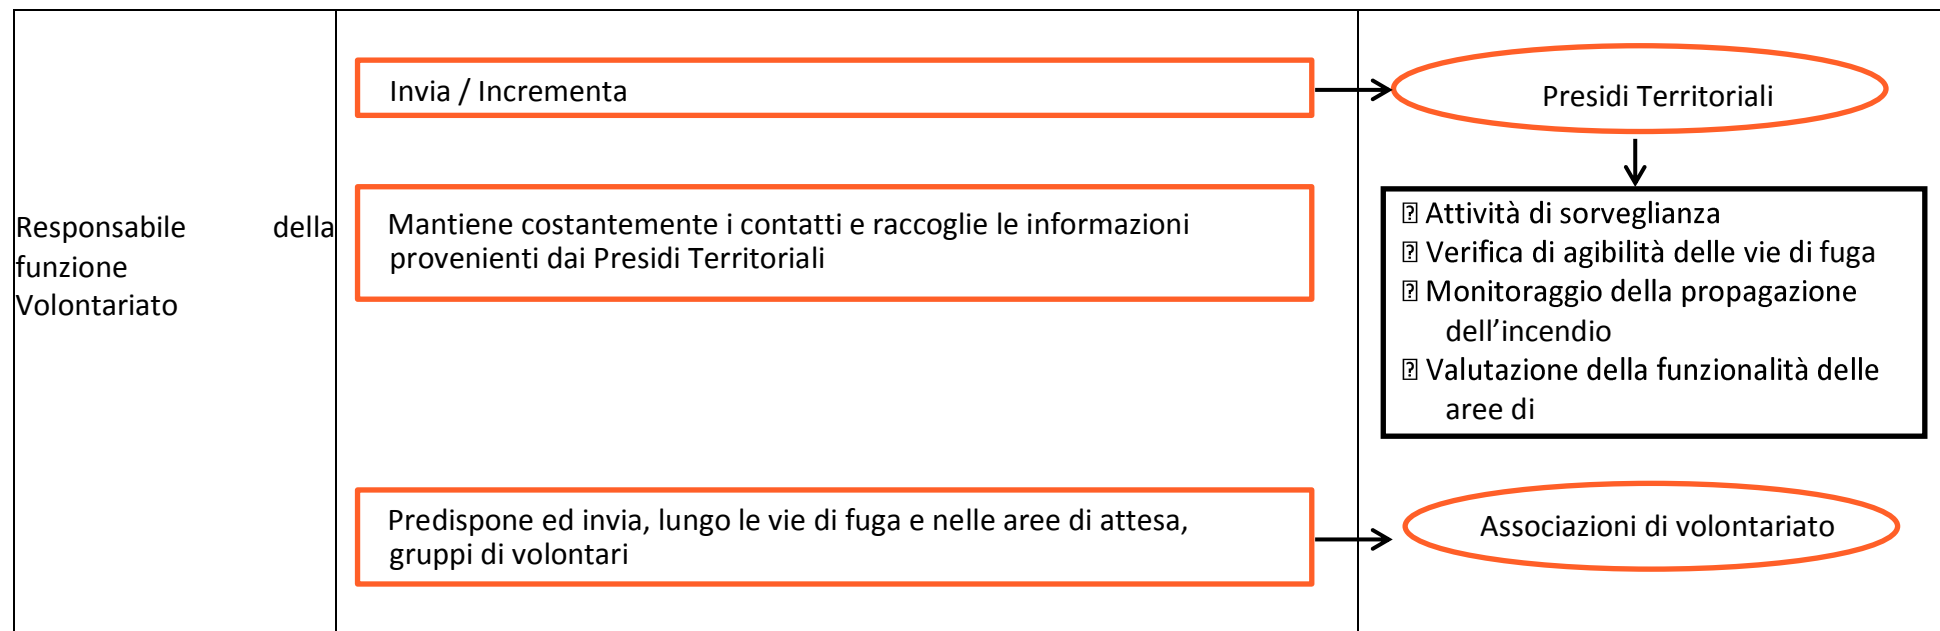 Responsabile della
funzione
Volontariato
Invia / Incrementa
Mantiene costantemente i contatti e raccoglie le informazioni
provenienti dai Presidi Territoriali
Predispone ed invia, lungo le vie di fuga e nelle aree di attesa,
gruppi di volontari
Presidi Territoriali
⍰ Attività di sorveglianza
⍰ Verifica di agibilità delle vie di fuga
⍰ Monitoraggio della propagazione
dell’incendio
⍰ Valutazione della funzionalità delle
aree di
Associazioni di volontariato